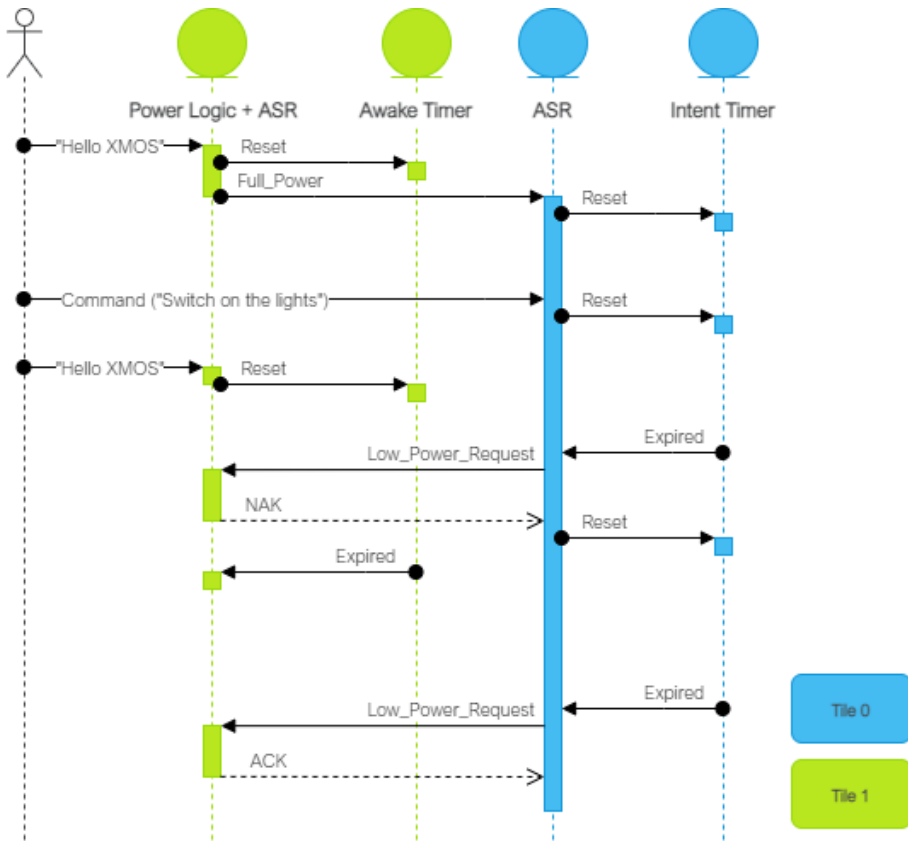 Power Logic + ASR
Awake Timer
ASR
Intent Timer
"Hello XMOS"
Reset
Full_Power
Reset
Command ("Switch on the lights")
Reset
"Hello XMOS"
Reset
Expired
Low_Power_Request
NAK
Reset
Expired
Expired
Low_Power_Request
ACK
Tile 0
Tile 1